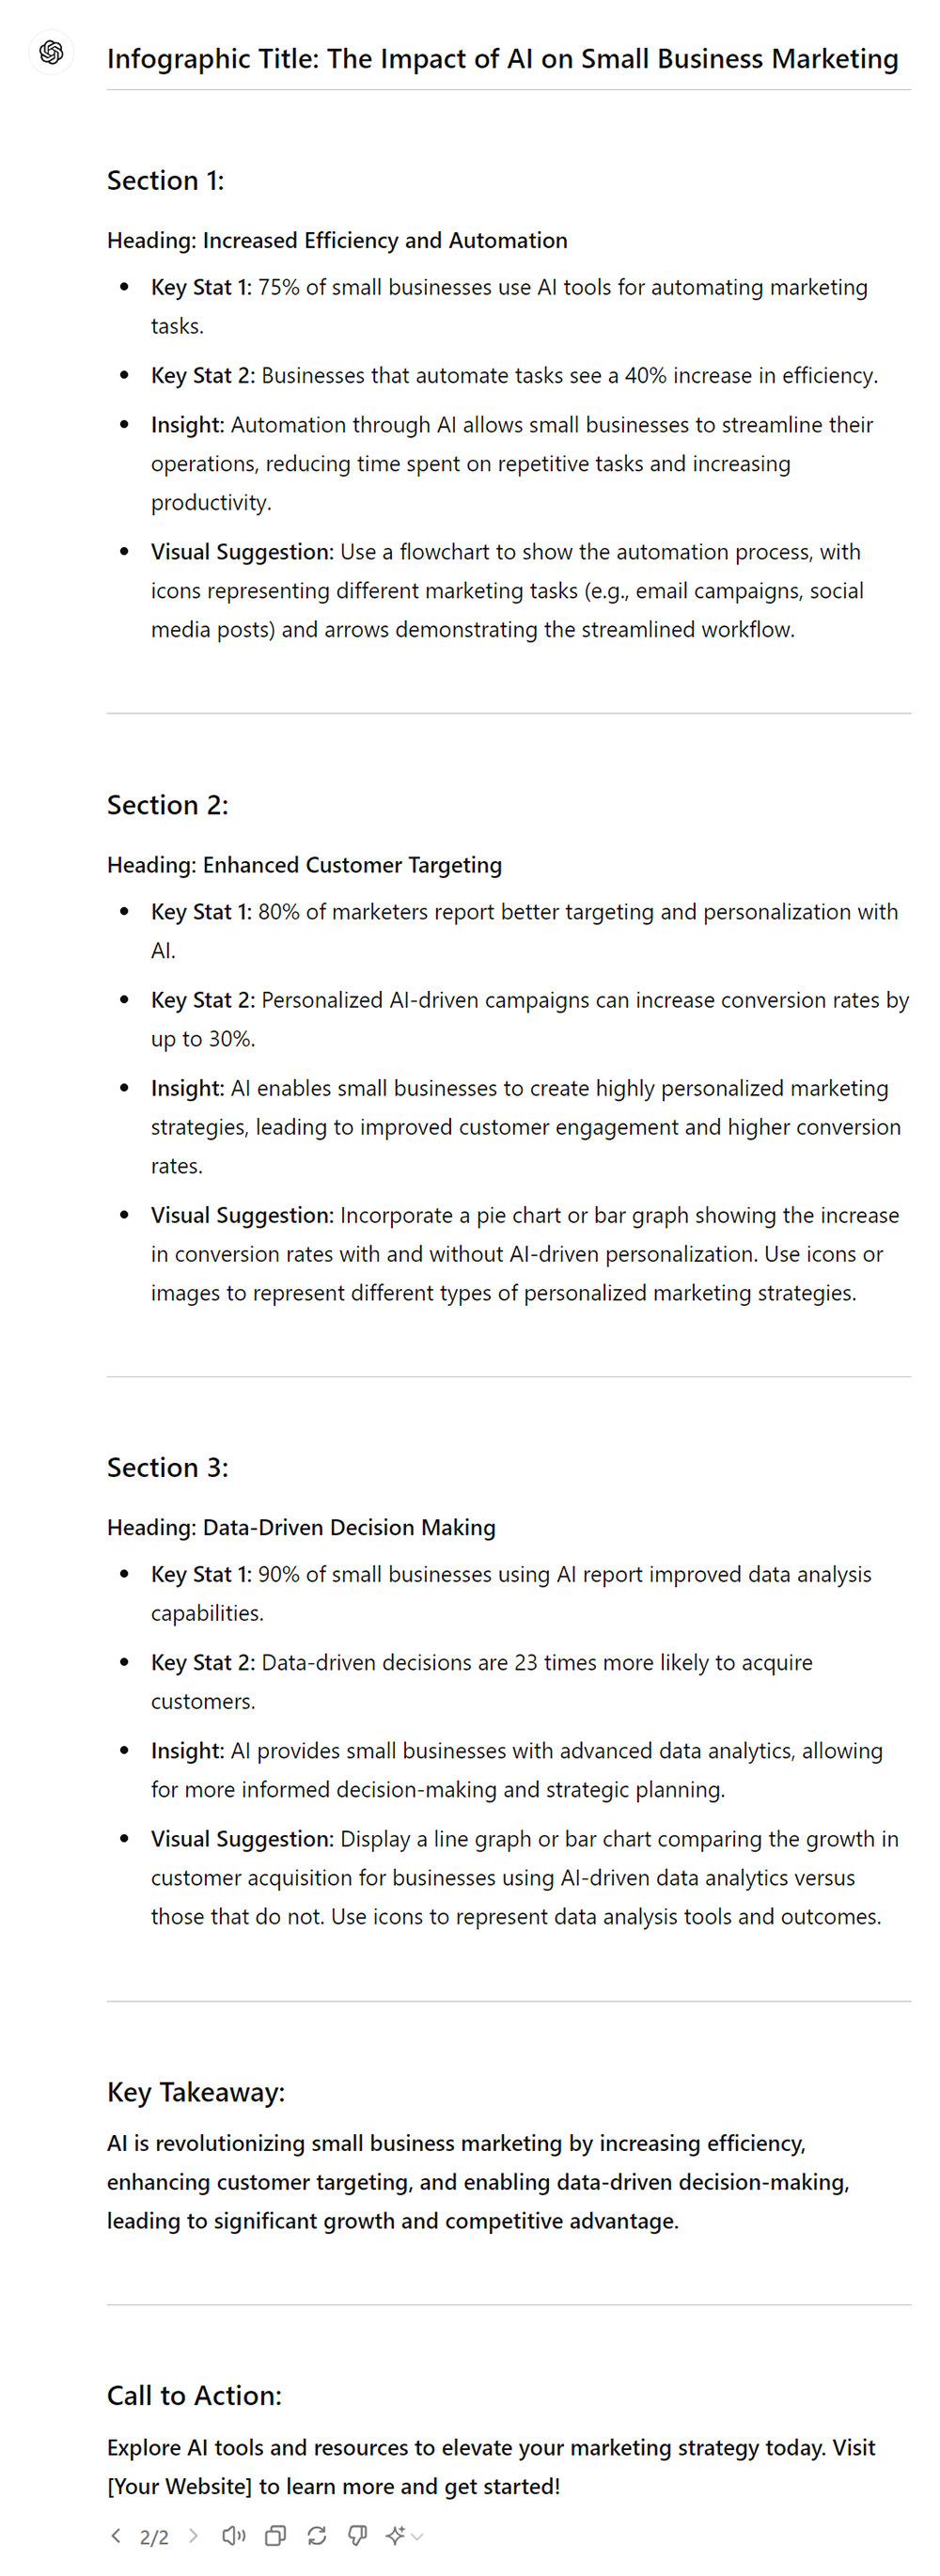 Infographic Title: The Impact of AI on Small Business Marketing
Section 1:
Heading: Increased Efficiency and Automation
• Key Stat 1: 75% of small businesses use AI tools for automating marketing
tasks.
• Key Stat 2: Businesses that automate tasks see a 40% increase in efficiency.
• Insight: Automation through AI allows small businesses to streamline their
operations, reducing time spent on repetitive tasks and increasing
productivity.
• Visual Suggestion: Use a flowchart to show the automation process, with
icons representing different marketing tasks (e.g., email campaigns, social
media posts) and arrows demonstrating the streamlined workflow.
Section 2:
Heading: Enhanced Customer Targeting
• Key Stat 1: 80% of marketers report better targeting and personalization with
AI.
• Key Stat 2: Personalized AI-driven campaigns can increase conversion rates by
up to 30%.
• Insight: AI enables small businesses to create highly personalized marketing
strategies, leading to improved customer engagement and higher conversion
rates.
• Visual Suggestion: Incorporate a pie chart or bar graph showing the increase
in conversion rates with and without AI-driven personalization. Use icons or
images to represent different types of personalized marketing strategies.
Section 3:
Heading: Data-Driven Decision Making
• Key Stat 1: 90% of small businesses using AI report improved data analysis
capabilities.
• Key Stat 2: Data-driven decisions are 23 times more likely to acquire
customers.
• Insight: AI provides small businesses with advanced data analytics, allowing
for more informed decision-making and strategic planning.
• Visual Suggestion: Display a line graph or bar chart comparing the growth in
customer acquisition for businesses using AI-driven data analytics versus
those that do not. Use icons to represent data analysis tools and outcomes.
Key Takeaway:
AI is revolutionizing small business marketing by increasing efficiency,
enhancing customer targeting, and enabling data-driven decision-making,
leading to significant growth and competitive advantage.
Call to Action:
Explore AI tools and resources to elevate your marketing strategy today. Visit
[Your Website] to learn more and get started!
2/2